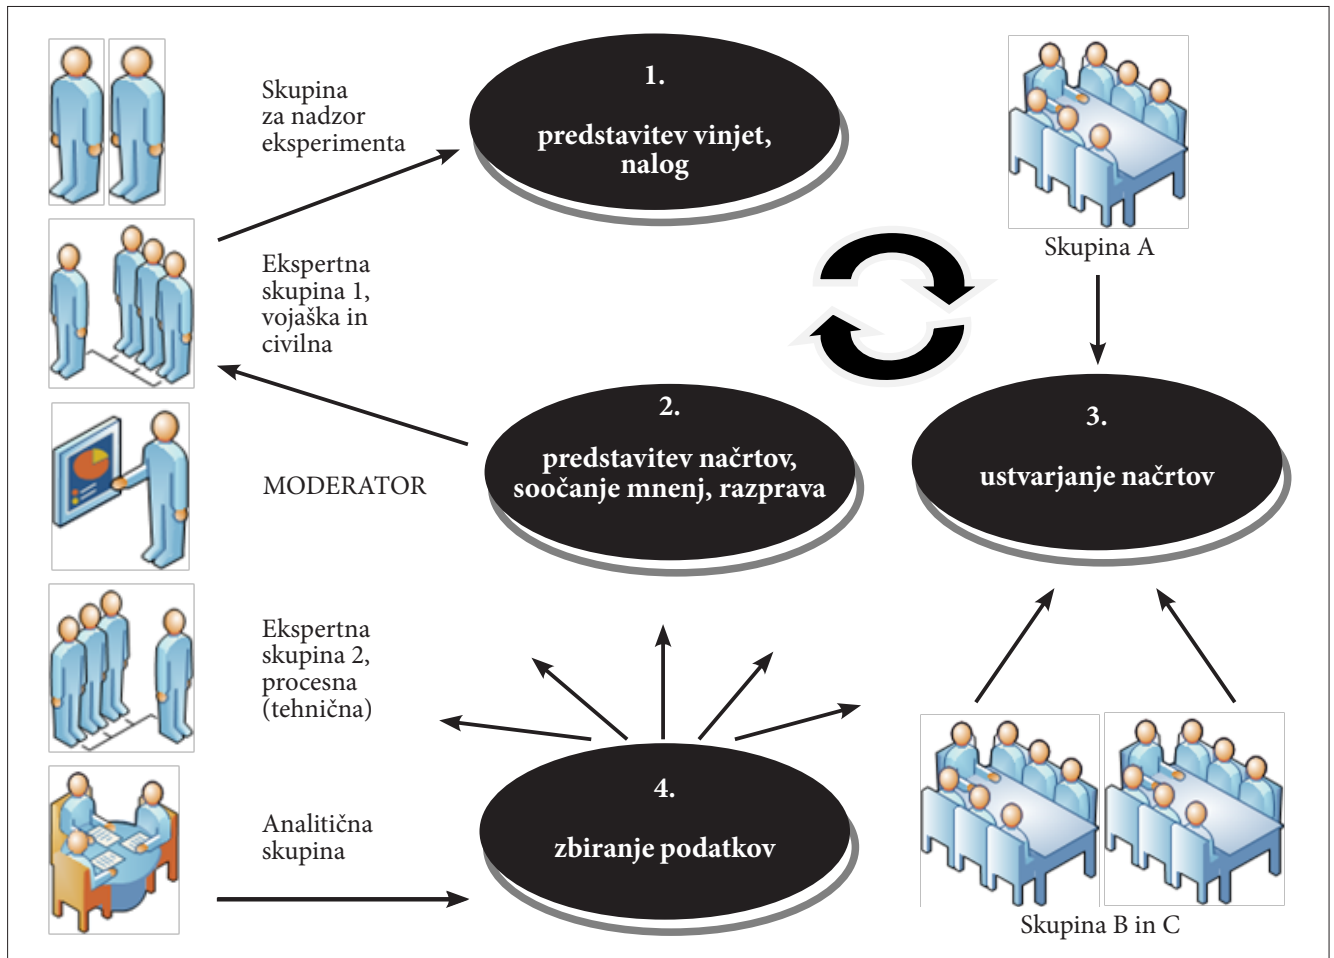 Skupina
za nadzor
eksperimenta
1.
predstavitev vinjet,
nalog
Skupina A
Ekspertna
skupina 1,
vojaška in
civilna
2.
predstavitev načrtov,
soočanje mnenj, razprava
3.
ustvarjanje načrtov
MODERATOR
Ekspertna
skupina 2,
procesna
(tehnična)
4.
zbiranje podatkov
Analitična
skupina
Skupina B in C